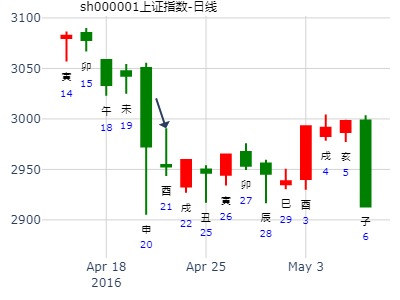 sh000001上证指数-日线
3100
3050
3000
2950
2900
寅
14
卯
15
午
18
未
19
申
20
酉
21
戌
22
丑
25
寅
26
卯
27
辰
28
巳
29
酉
3
戌
4
亥
5
子
6
Apr 18
2016
Apr 25
May 3